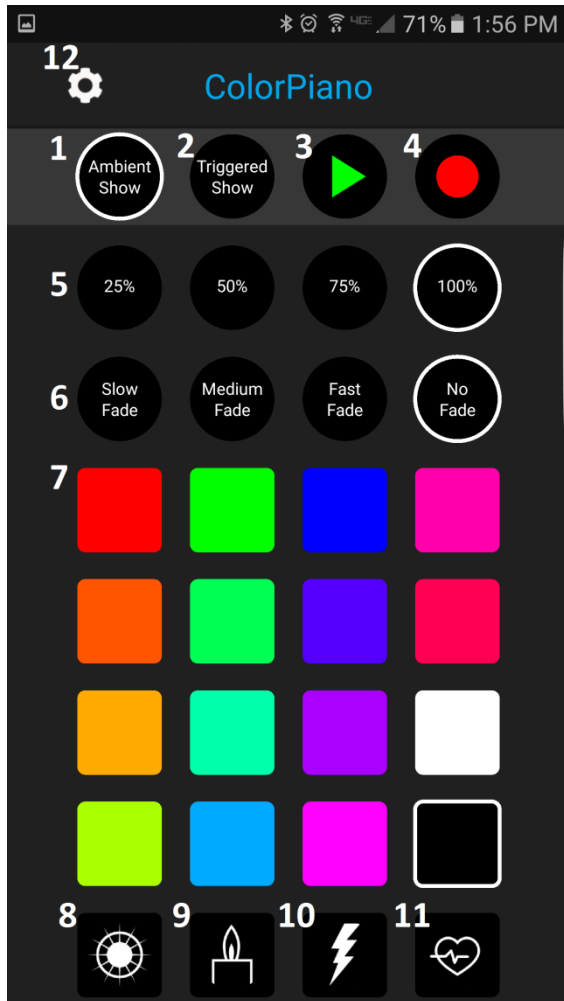 4G 71% 1:56 PM
12
ColorPiano
1 2 3 4
Ambient Triggered
Show Show
5 25% 50% 75% 100%
6 Slow Medium Fast No
Fade Fade Fade Fade
7
8 9 10 11